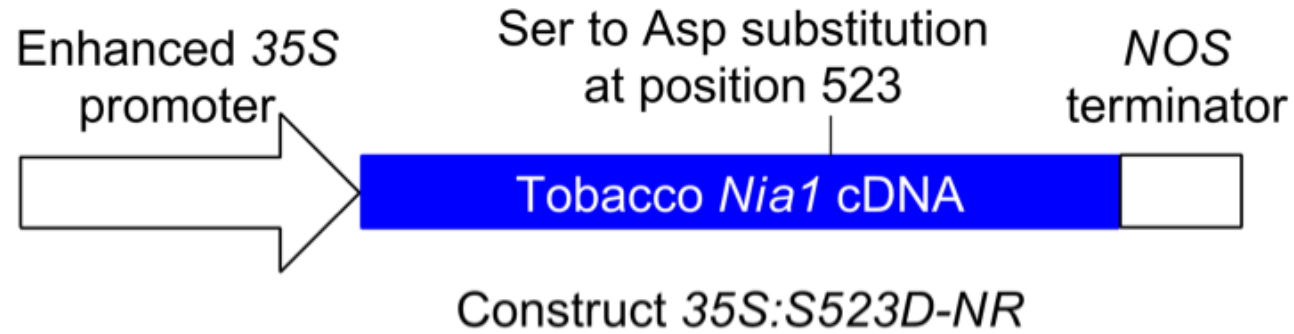 Enhanced 35S
promoter
Ser to Asp substitution
at position 523
NOS
terminator
Tobacco Nia1 cDNA
Construct 35S:S523D-NR